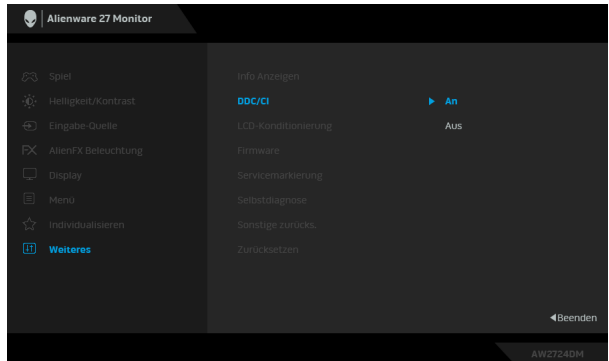 Alienware 27 Monitor
Spiel
Helligkeit/Kontrast
Eingabe-Quelle
AlienFX Beleuchtung
Display
Menü
Individualisieren
Weiteres
Info Anzeigen
DDC/CI
An
LCD-Konditionierung
Aus
Firmware
Servicemarkierung
Selbstdiagnose
Sonstige zurücks.
Zurücksetzen
Beenden
AW2724DM